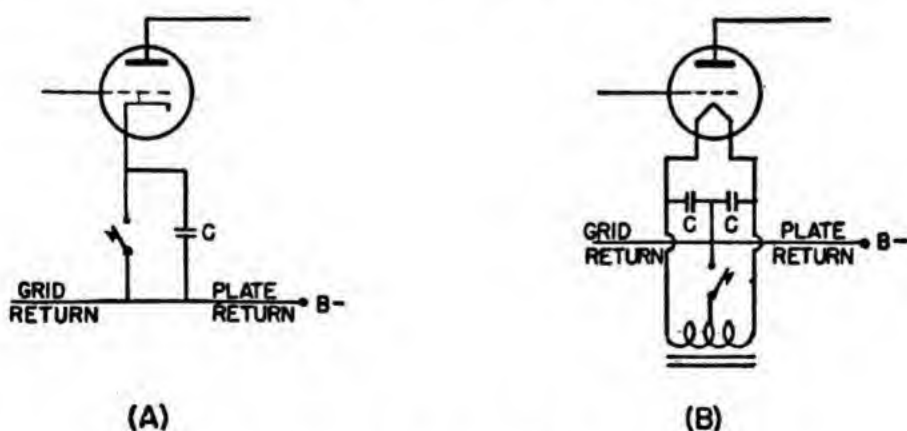 C
GRID RETURN
PLATE RETURN
B-
(A)
C C
GRID RETURN
PLATE RETURN
B-
(B)